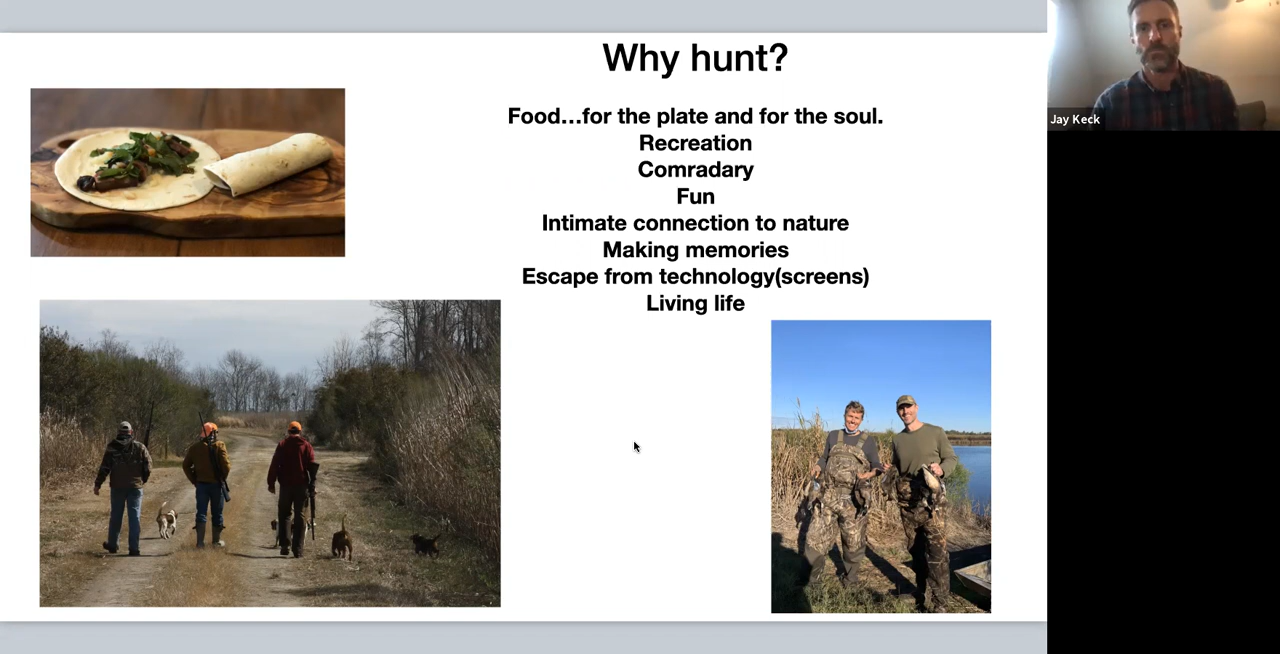 Why hunt?
Food...for the plate and for the soul.
Recreation
Comradary
Fun
Intimate connection to nature
Making memories
Escape from technology(screens)
Living life
Jay Keck